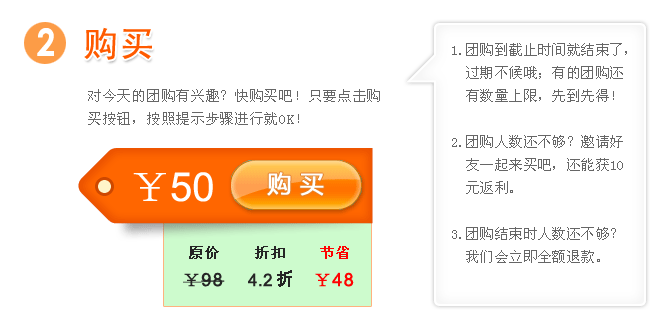 2 购买
对今天的团购有兴趣？快购买吧！只要点击购
买按钮，按照提示步骤进行就OK！
￥50 购买
原价 折扣 节省
￥98 4.2折 ￥48
1. 团购到截止时间就结束了，
过期不候哦；有的团购还
有数量上限，先到先得！
2. 团购人数还不够？邀请好
友一起来买吧，还能获10
元返利。
3. 团购结束时人数还不够？
我们会立即全额退款。